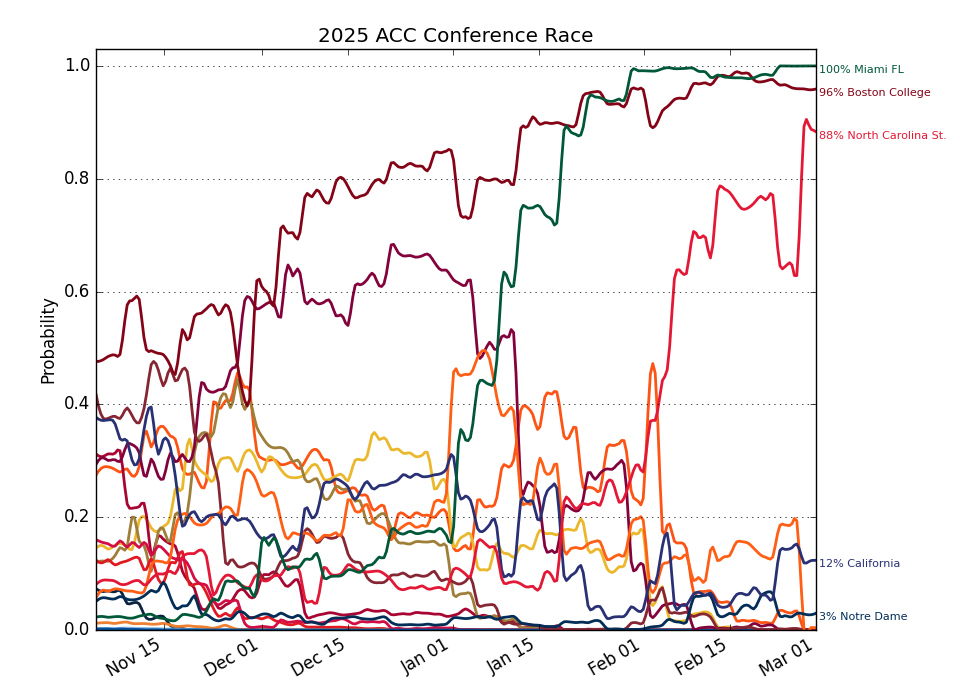 2025 ACC Conference Race
1.0
0.8
0.6
0.4
0.2
0.0
Probability
100% Miami FL
96% Boston College
88% North Carolina St.
12% California
3% Notre Dame
Nov 15
Dec 01
Dec 15
Jan 01
Jan 15
Feb 01
Feb 15
Mar 01